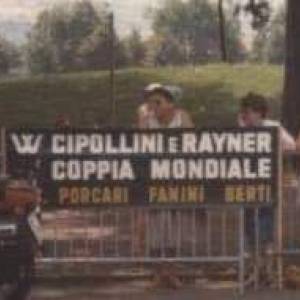 W CIPOLLINI E RAYNER
COPPIA MONDIALE
PORCARI FANINI BERTI